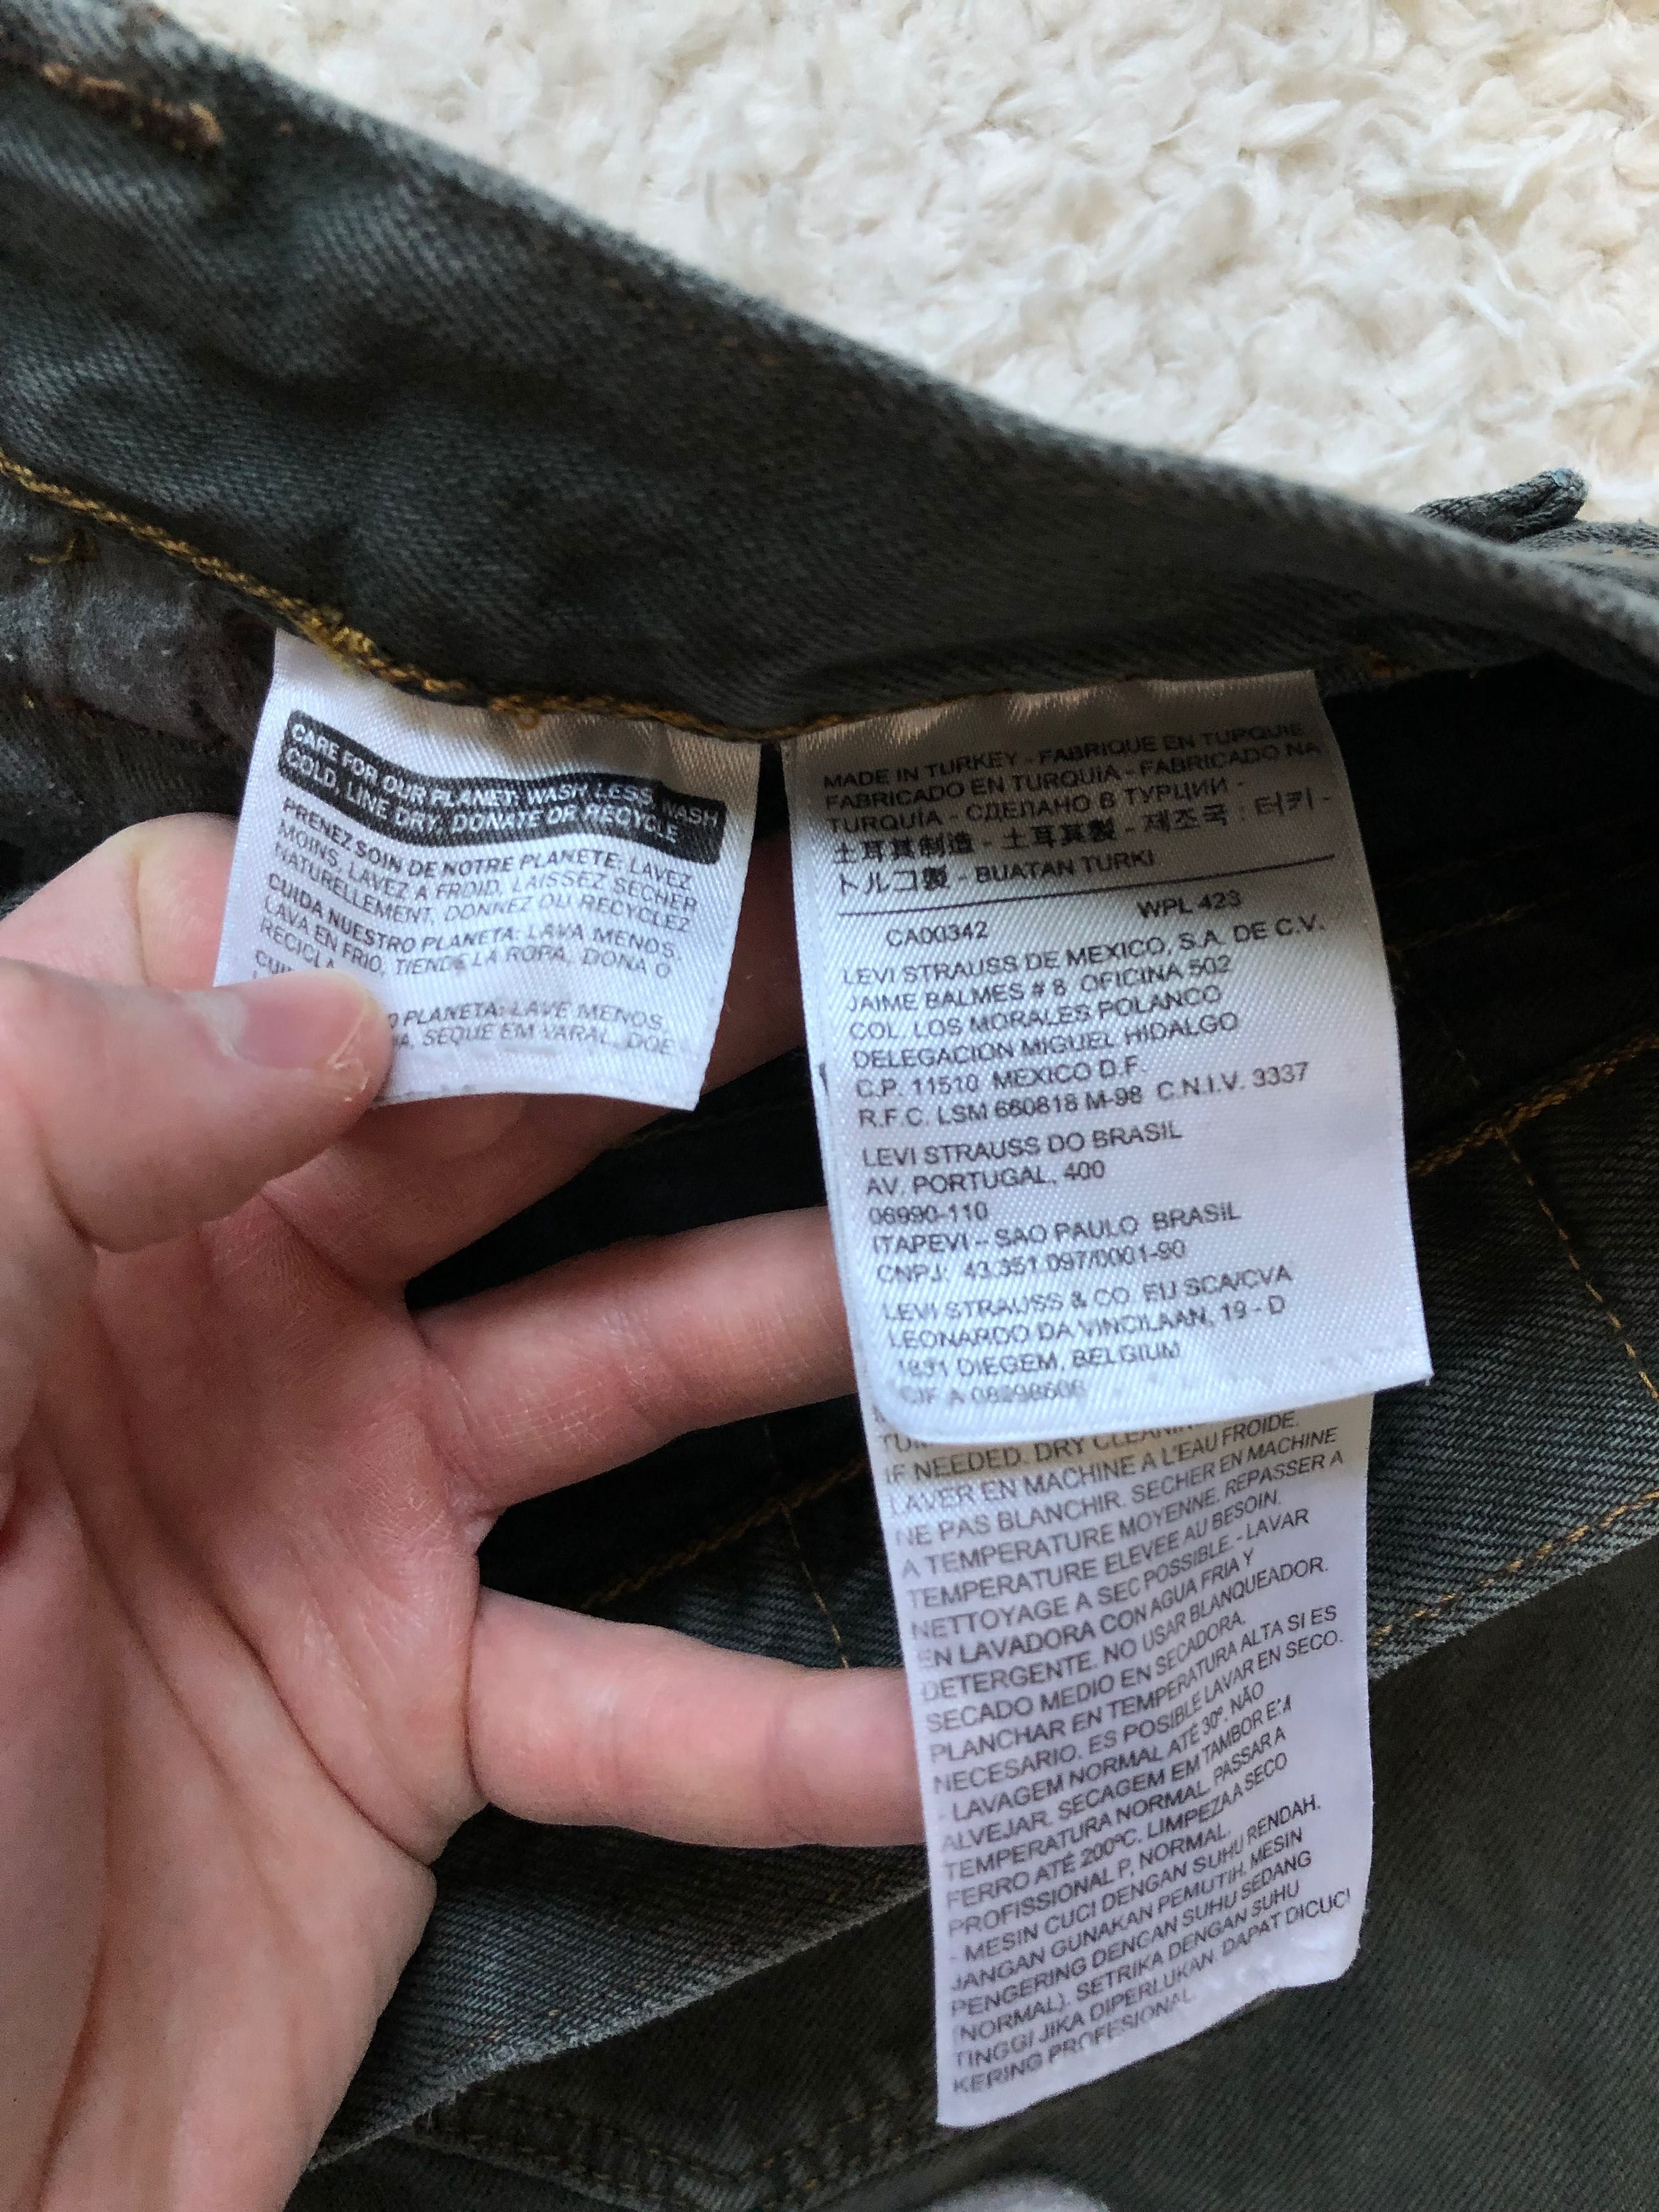 CARE FOR OUR PLANET: WASH LESS, WASH
COLD, LINE DRY, DONATE OR RECYCLE
PRENEZ SOIN DE NOTRE PLANETE: LAVEZ
MOINS, LAVEZ A FROID, LAISSEZ SECHER
NATURELLEMENT, DONNEZ OU RECYCLEZ
CUIDA NUESTRO PLANETA: LAVA MENOS,
LAVA EN FRIO, TIENDE LA ROPA, DONA O
RECICLA
PLANETA: LAVE MENOS,
SEQUE EM VARAL, DOE
MADE IN TURKEY - FABRIQUE EN TURQUIE
FABRICADO EN TURQUIA - FABRICADO NA
TURQUÍA - СДЕЛАНО В ТУРЦИИ -
土耳其制造 - 土耳其製 - 제조국 : 터키 -
トルコ製 - BUATAN TURKI
CA00342 WPL 423
LEVI STRAUSS DE MEXICO, S.A. DE C.V.
JAIME BALMES # 8 OFICINA 502
COL. LOS MORALES POLANCO
DELEGACION MIGUEL HIDALGO
C.P. 11510 MEXICO D.F.
R.F.C. LSM 660818 M-98 C.N.I.V. 3337
LEVI STRAUSS DO BRASIL
AV. PORTUGAL, 400
06990-110
ITAPEVI – SAO PAULO BRASIL
CNPJ: 43.351.097/0001-90
LEVI STRAUSS & CO. EU SCA/CVA
LEONARDO DA VINCILAAN, 19 - D
1831 DIEGEM, BELGIUM
CIF A 08298606
IF NEEDED. DRY
LAVER EN MACHINE A L'EAU FROIDE.
NE PAS BLANCHIR. SECHER EN MACHINE
A TEMPERATURE MOYENNE. REPASSER A
TEMPERATURE ELEVEE AU BESOIN.
NETTOYAGE A SEC POSSIBLE. - LAVAR
EN LAVADORA CON AGUA FRIA Y
DETERGENTE. NO USAR BLANQUEADOR.
SECADO MEDIO EN SECADORA.
PLANCHAR EN TEMPERATURA ALTA SI ES
NECESARIO. ES POSIBLE LAVAR EN SECO.
- LAVAGEM NORMAL ATÉ 30º. NÃO
ALVEJAR. SECAGEM EM TAMBOR E A
TEMPERATURA NORMAL. PASSAR A
FERRO ATÉ 200ºC. LIMPEZA A SECO
PROFISSIONAL P, NORMAL.
- MESIN CUCI DENGAN SUHU RENDAH.
JANGAN GUNAKAN PEMUTIH. MESIN
PENGERING DENGAN SUHU SEDANG
(NORMAL). SETRIKA DENGAN SUHU
TINGGI JIKA DIPERLUKAN. DAPAT DICUCI
KERING PROFESIONAL.